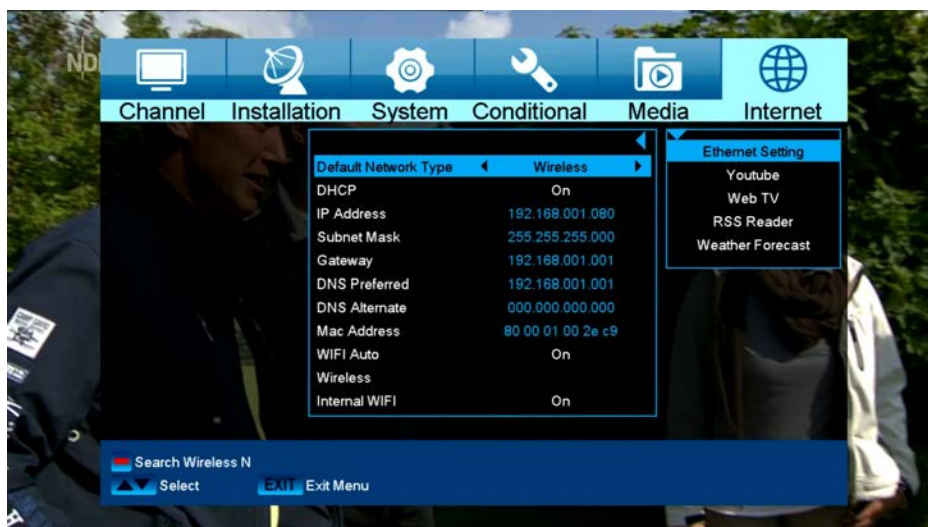 NDR
Channel Installation System Conditional Media Internet
Default Network Type Wireless
DHCP On
IP Address 192.168.001.080
Subnet Mask 255.255.255.000
Gateway 192.168.001.001
DNS Preferred 192.168.001.001
DNS Alternate 000.000.000.000
Mac Address 80 00 01 00 2e c9
WIFI Auto On
Wireless
Internal WIFI On
Ethernet Setting
Youtube
Web TV
RSS Reader
Weather Forecast
Search Wireless N
Select EXIT Exit Menu